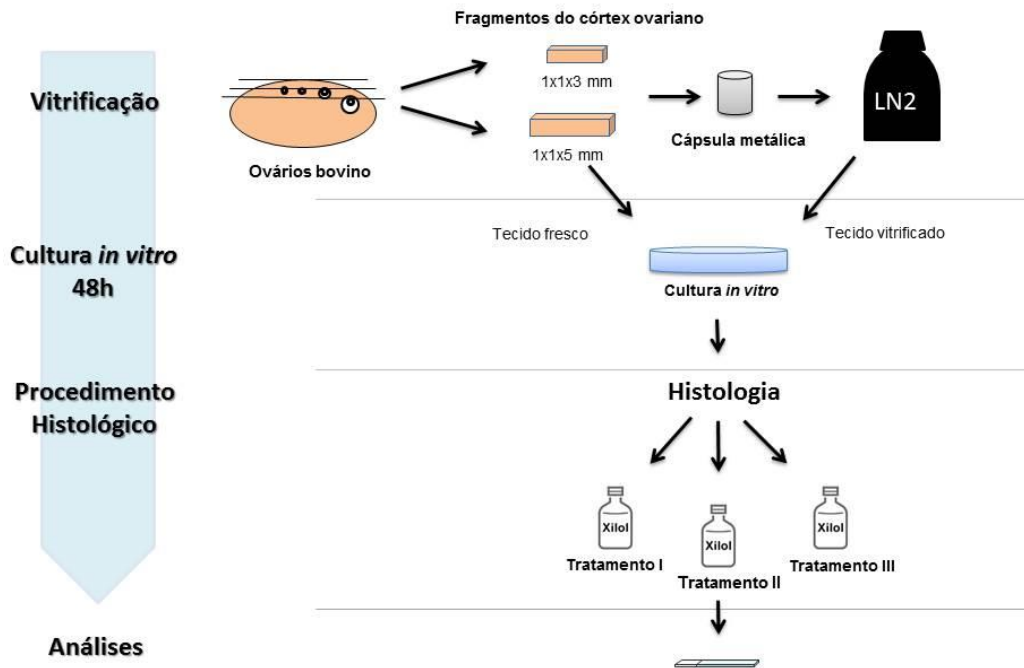 Fragmentos do córtex ovariano
Vitrificação
1x1x3 mm
LN2
Cápsula metálica
1x1x5 mm
Ovários bovino
Tecido fresco
Tecido vitrificado
Cultura in vitro
48h
Cultura in vitro
Procedimento
Histológico
Histologia
Xilol
Xilol
Xilol
Tratamento I
Tratamento II
Tratamento III
Análises